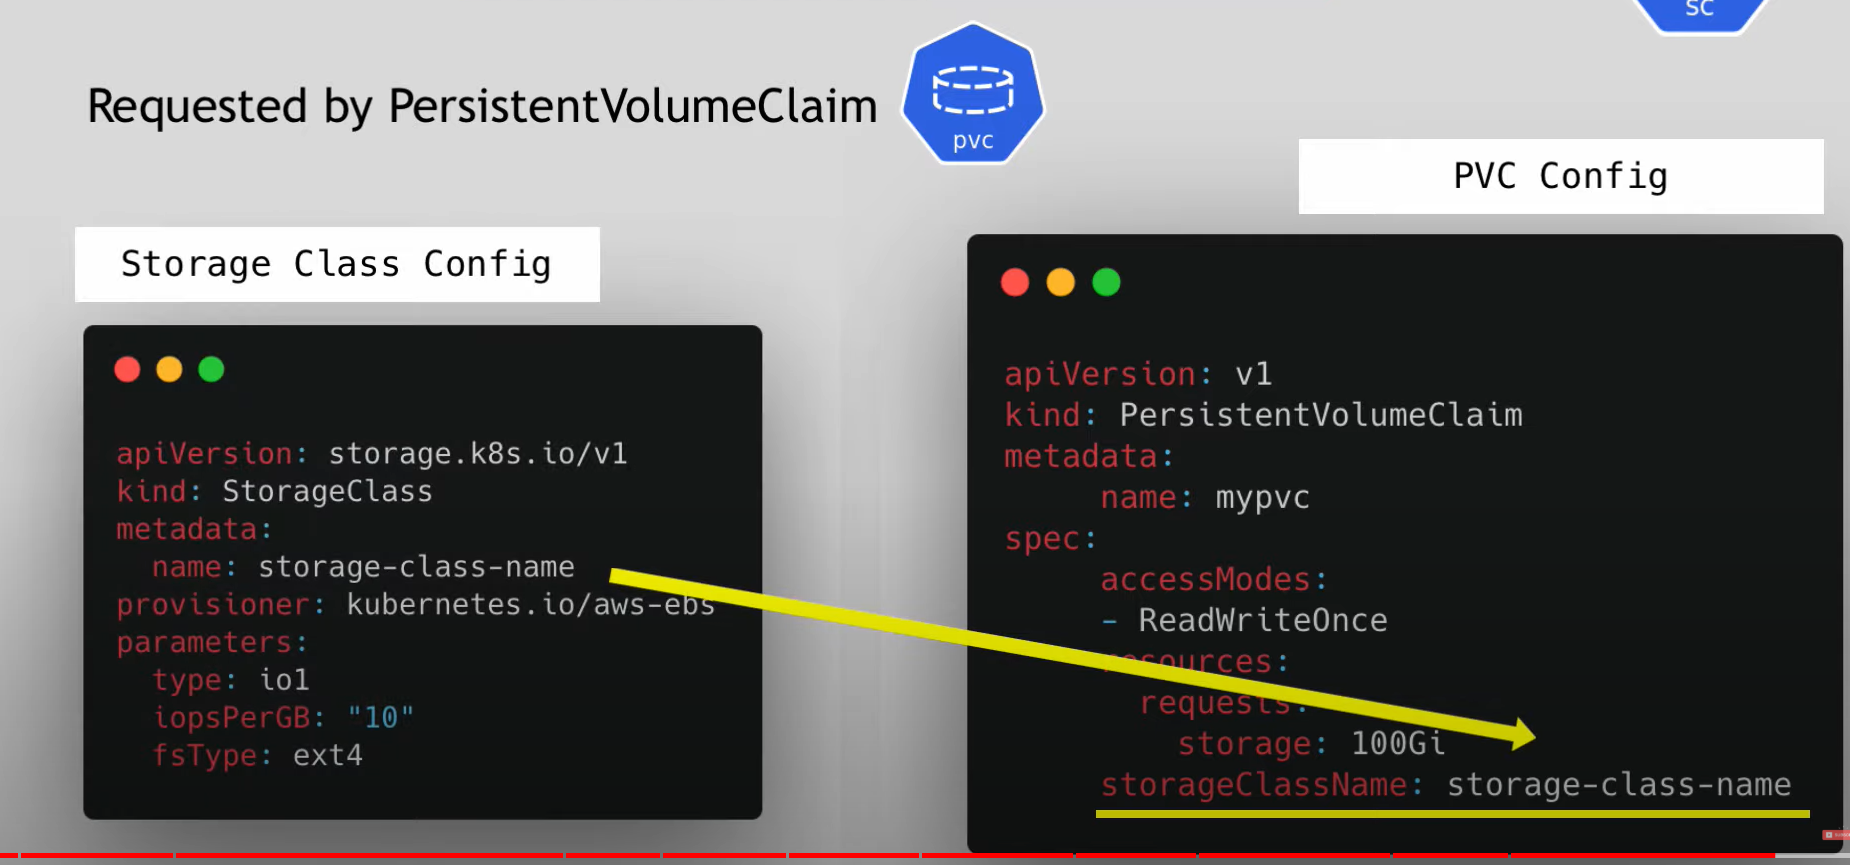 sc
Requested by PersistentVolumeClaim
pvc
PVC Config
Storage Class Config
apiVersion: storage.k8s.io/v1
kind: StorageClass
metadata:
  name: storage-class-name
provisioner: kubernetes.io/aws-ebs
parameters:
  type: io1
  iopsPerGB: "10"
  fsType: ext4
apiVersion: v1
kind: PersistentVolumeClaim
metadata:
     name: mypvc
spec:
     accessModes:
     - ReadWriteOnce
     resources:
       requests:
         storage: 100Gi
     storageClassName: storage-class-name